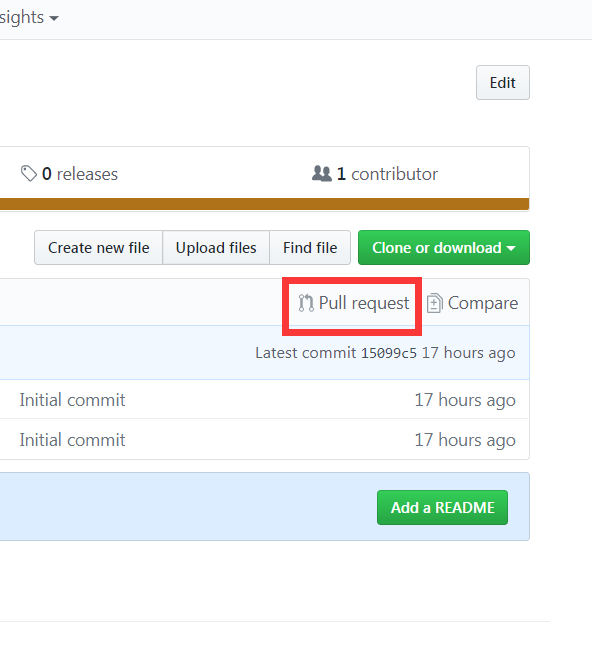 sights
Edit
0 releases
1 contributor
Create new file
Upload files
Find file
Clone or download
Pull request
Compare
Latest commit 15099c5 17 hours ago
Initial commit
17 hours ago
Initial commit
17 hours ago
Add a README